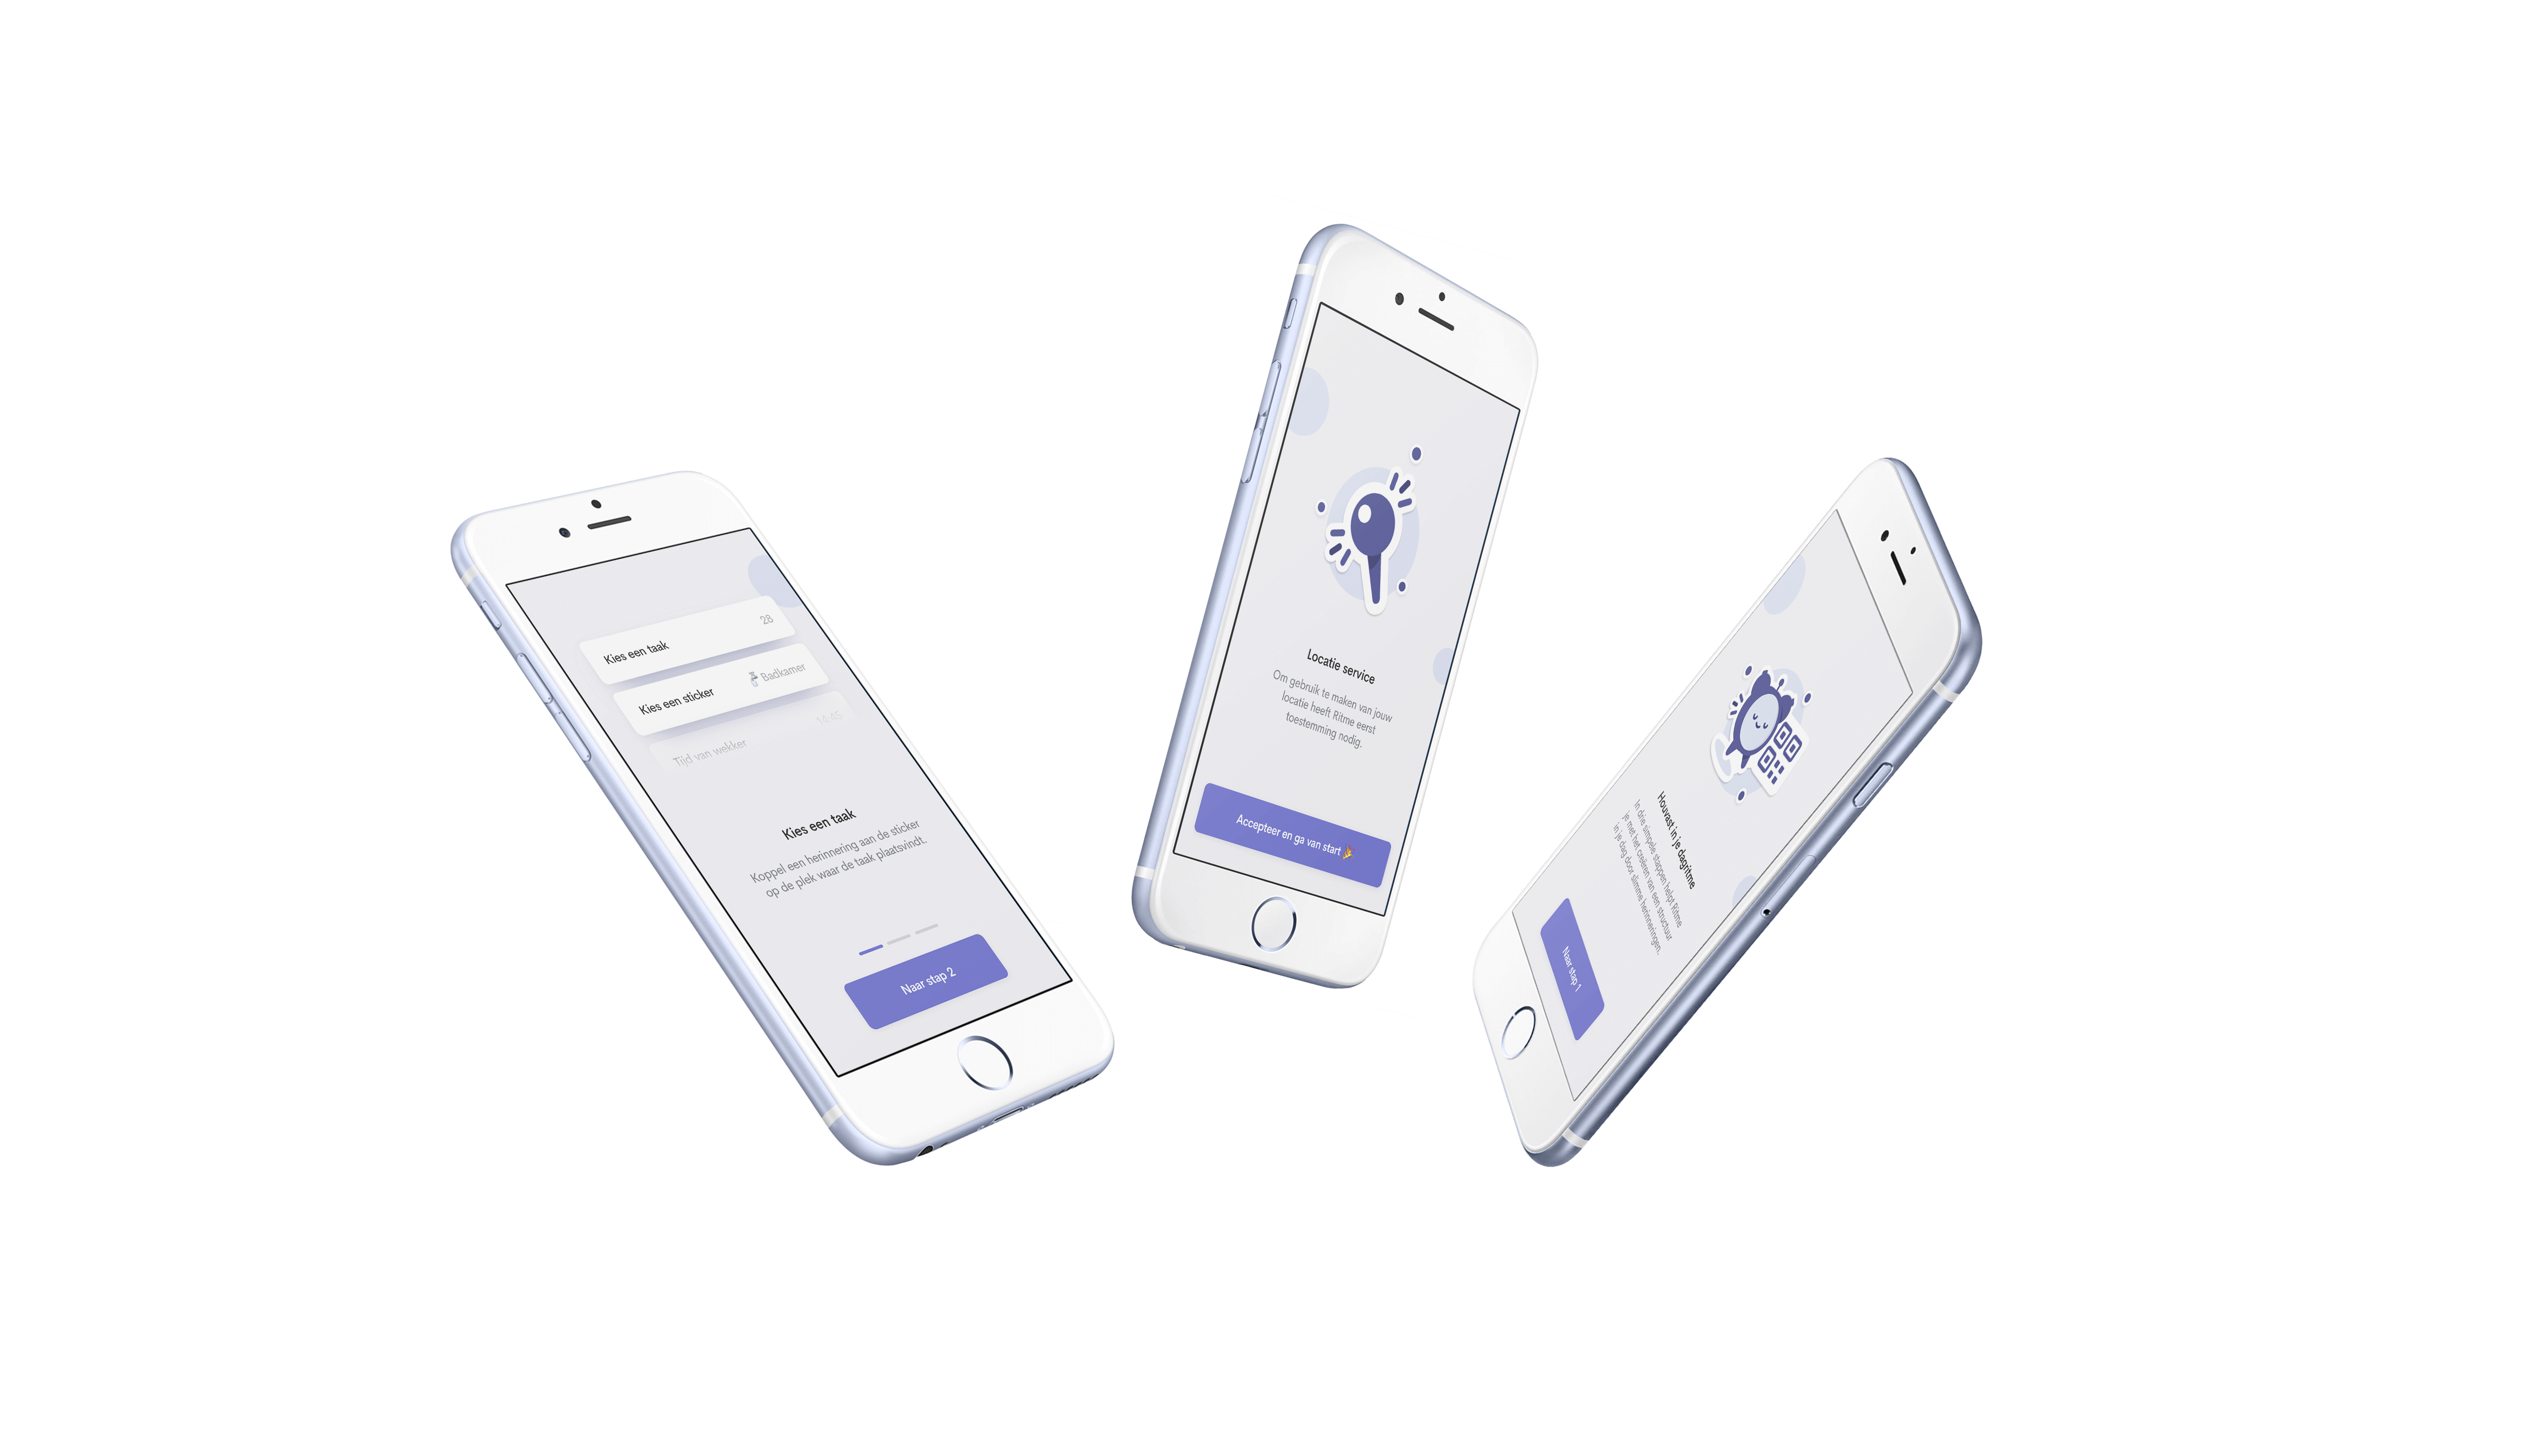 Kies een taak 28
Kies een sticker Badkamer
Tijd van wekker 14:45
Kies een taak
Koppel een herinnering aan de sticker
op de plek waar de taak plaatsvindt.
Naar stap 2
Locatie service
Om gebruik te maken van jouw
locatie heeft Ritme eerst
toestemming nodig.
Accepteer en ga van start 🎉
Houvast in je dagritme
In drie simpele stappen helpt Ritme
je met het creëren van een structuur
in je dag door slimme herinneringen.
Naar stap 1